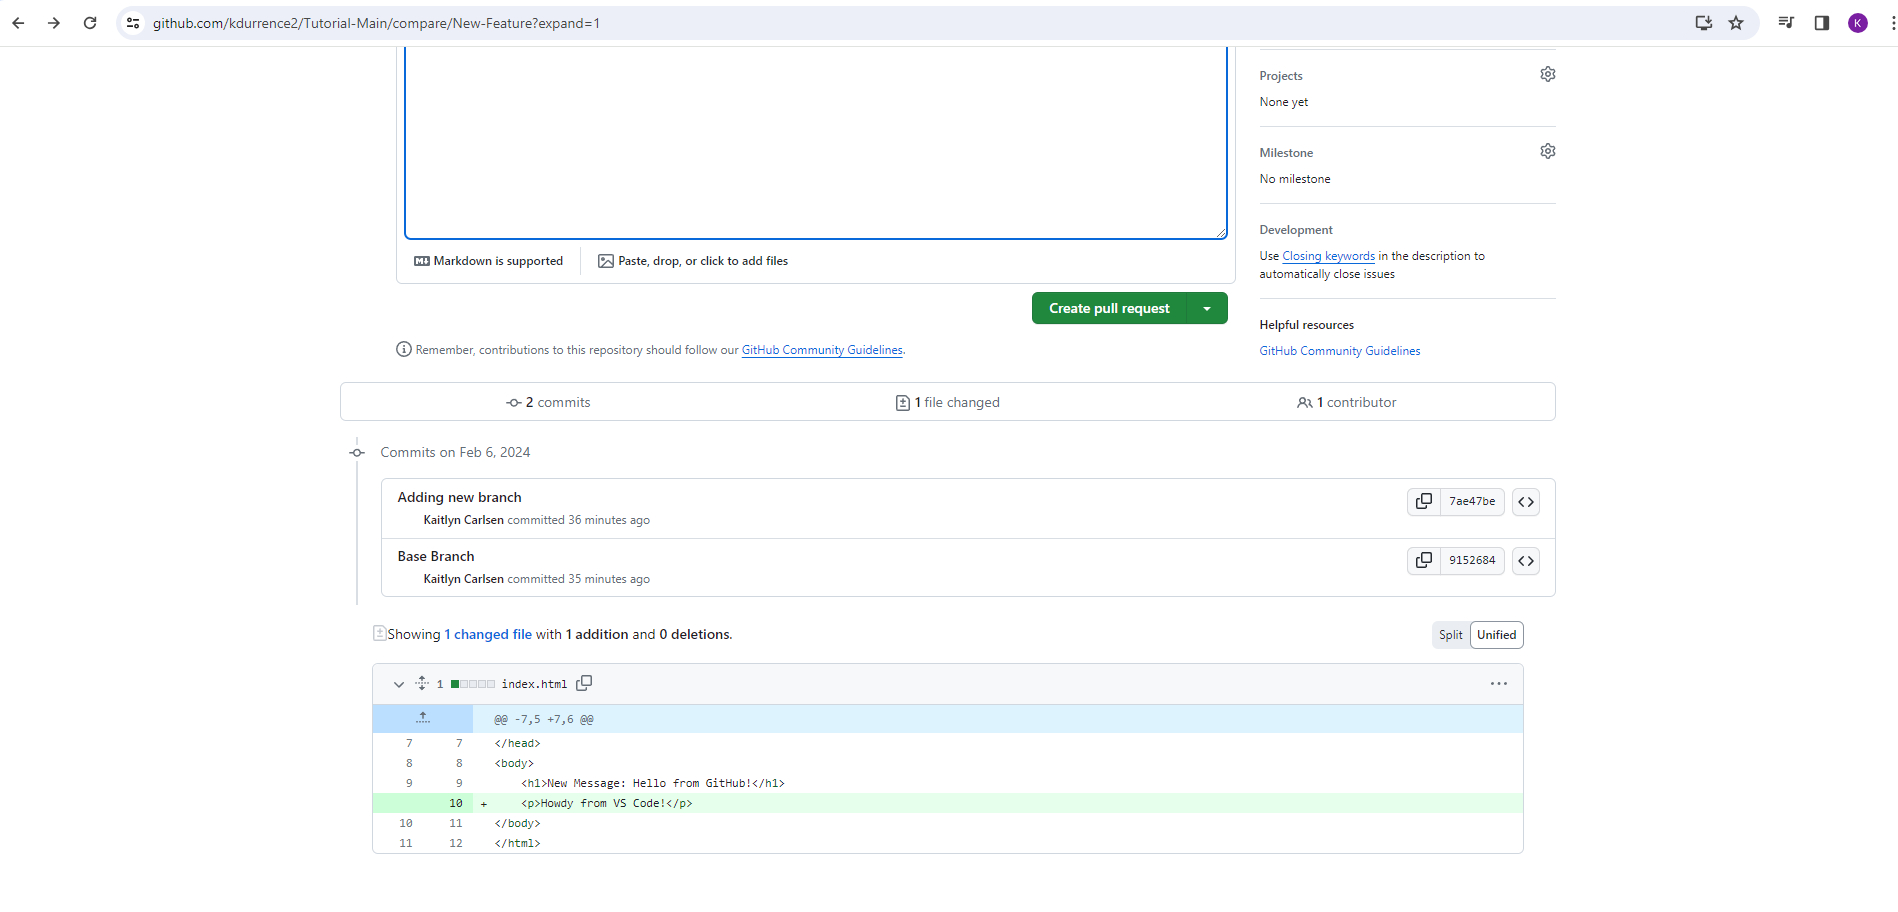 github.com/kdurrence2/Tutorial-Main/compare/New-Feature?expand=1
K
Projects
None yet
Milestone
No milestone
Development
Use Closing keywords in the description to
automatically close issues
Helpful resources
GitHub Community Guidelines
Markdown is supported
Paste, drop, or click to add files
Create pull request
Remember, contributions to this repository should follow our GitHub Community Guidelines.
2 commits
1 file changed
1 contributor
Commits on Feb 6, 2024
Adding new branch
Kaitlyn Carlsen committed 36 minutes ago
7ae47be
Base Branch
Kaitlyn Carlsen committed 35 minutes ago
9152684
Showing 1 changed file with 1 addition and 0 deletions.
Split Unified
1 index.html
@@ -7,5 +7,6 @@
7 7 </head>
8 8 <body>
9 9 <h1>New Message: Hello from GitHub!</h1>
10 + <p>Howdy from VS Code!</p>
10 11 </body>
11 12 </html>